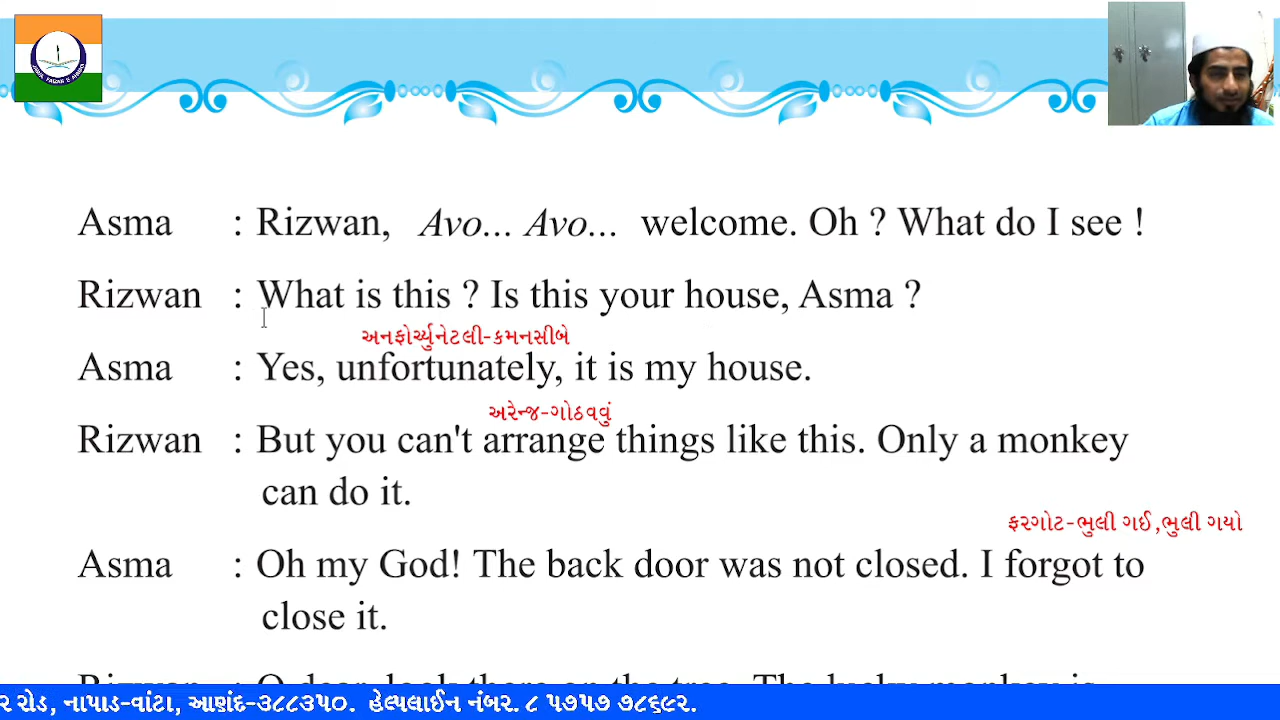 Asma : Rizwan, Avo... Avo... welcome. Oh ? What do I see !
Rizwan : What is this ? Is this your house, Asma ?
અનફોર્ચ્યુનેટલી-કમનસીબે
Asma : Yes, unfortunately, it is my house.
અરેન્જ-ગોઠવવું
Rizwan : But you can't arrange things like this. Only a monkey
can do it.
ફરગોટ-ભુલી ગઈ,ભુલી ગયો
Asma : Oh my God! The back door was not closed. I forgot to
close it.
Rizwan : O dear, look there on the tree. The lucky monkey is
ર રોડ, નાપાડ-વાંટા, આણંદ-૩૮૮૩૫૦. હેલ્પલાઈન નંબર. ૮ ૫૭૫૭ ૭૮૬૯૨.